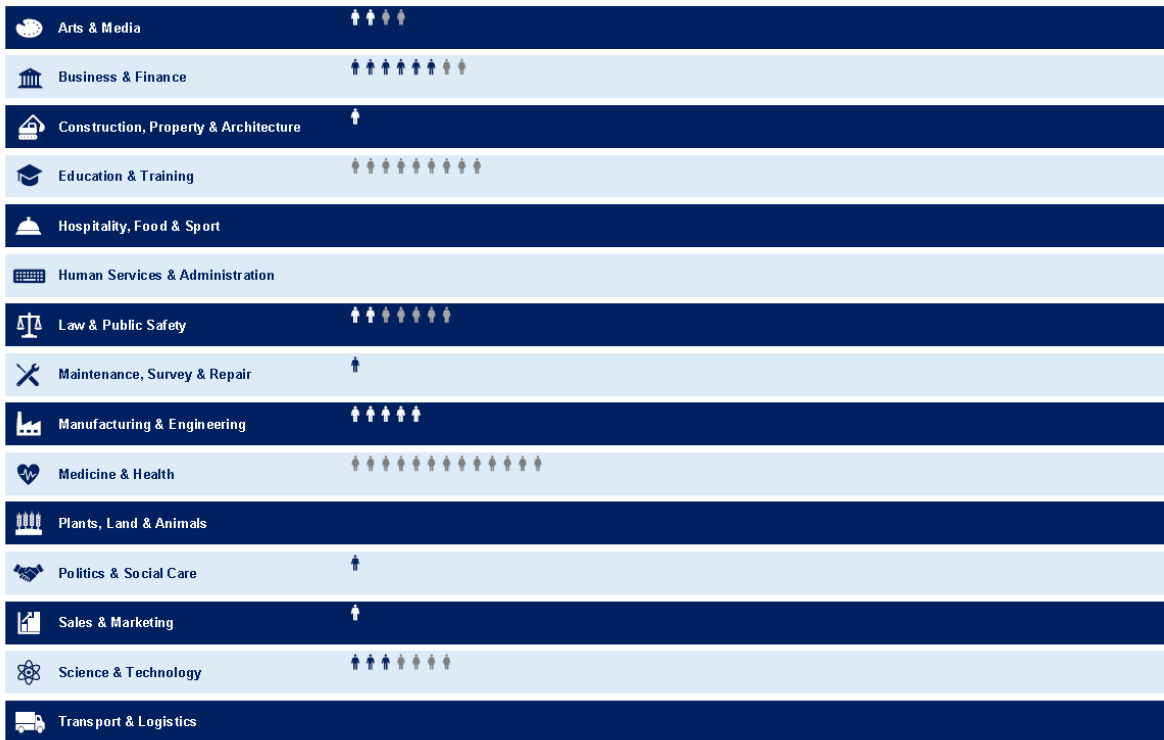 Arts & Media
Business & Finance
Construction, Property & Architecture
Education & Training
Hospitality, Food & Sport
Human Services & Administration
Law & Public Safety
Maintenance, Survey & Repair
Manufacturing & Engineering
Medicine & Health
Plants, Land & Animals
Politics & Social Care
Sales & Marketing
Science & Technology
Transport & Logistics